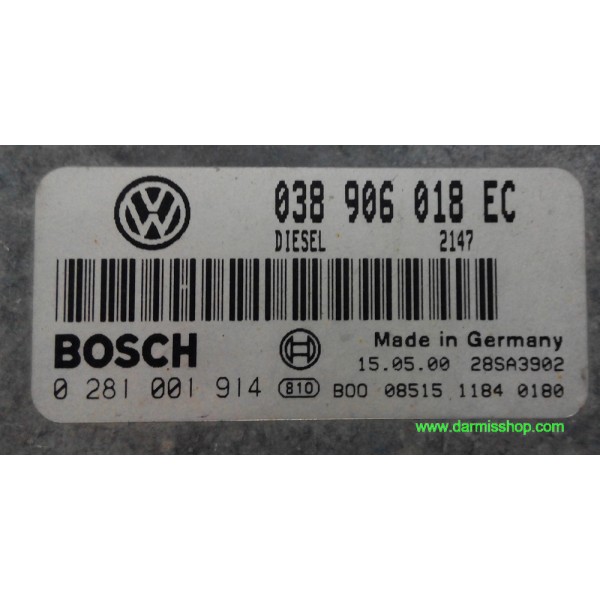 038 906 018 EC
DIESEL 2147
BOSCH
Made in Germany
15.05.00 28SA3902
0 281 001 914 810 B00 08515 1184 0180
www.darmisshop.com